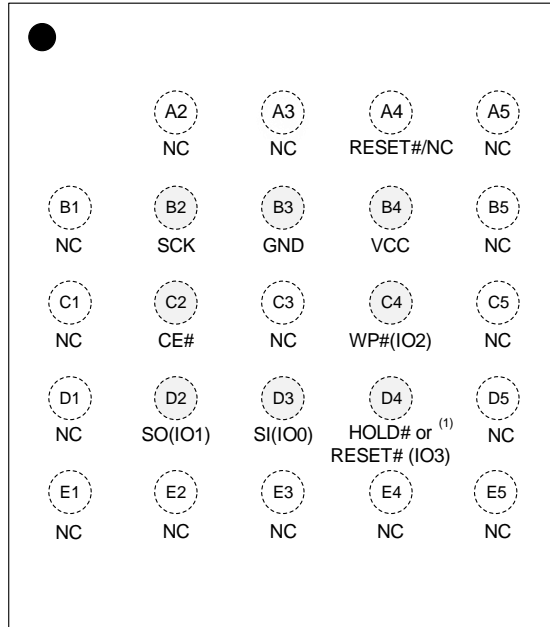 A2 A3 A4 A5
NC NC RESET#/NC NC
B1 B2 B3 B4 B5
NC SCK GND VCC NC
C1 C2 C3 C4 C5
NC CE# NC WP#(IO2) NC
D1 D2 D3 D4 D5
NC SO(IO1) SI(IO0) HOLD# or (1) NC
RESET# (IO3)
E1 E2 E3 E4 E5
NC NC NC NC NC